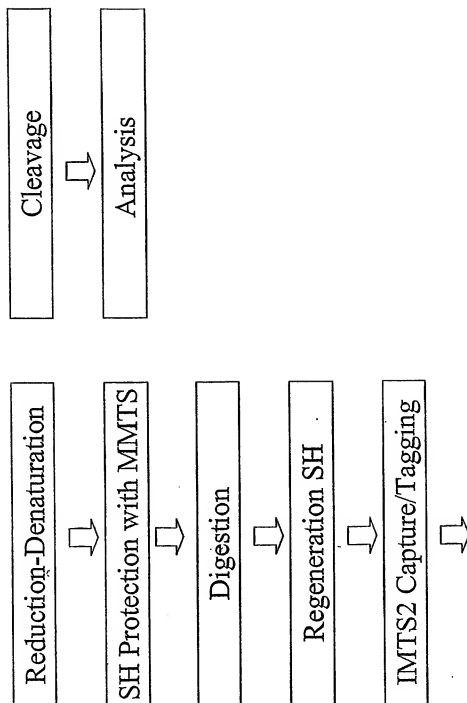 Reduction-Denaturation
SH Protection with MMTS
Digestion
Regeneration SH
IMTS2 Capture/Tagging
Cleavage
Analysis